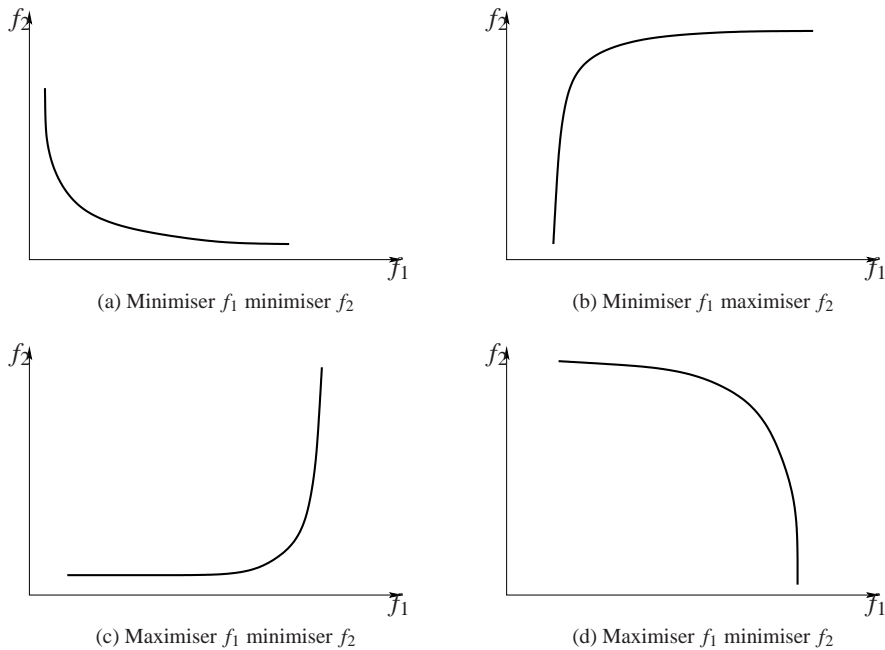 f₂
f₁
(a) Minimiser f₁ minimiser f₂
f₂
f₁
(b) Minimiser f₁ maximiser f₂
f₂
f₁
(c) Maximiser f₁ minimiser f₂
f₂
f₁
(d) Maximiser f₁ minimiser f₂